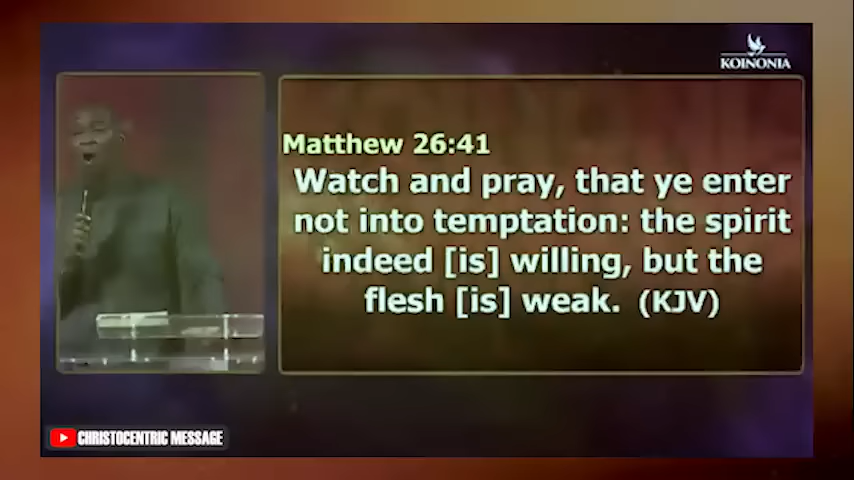 KOINONIA
Matthew 26:41
Watch and pray, that ye enter
not into temptation: the spirit
indeed [is] willing, but the
flesh [is] weak. (KJV)
CHRISTOCENTRIC MESSAGE